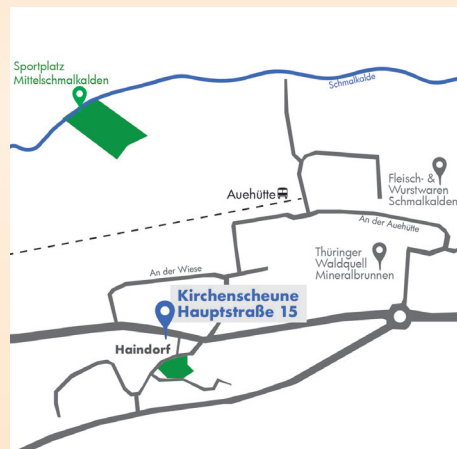 Sportplatz
Mittelschmalkalden
Schmalkalde
Fleisch- &
Wurstwaren
Schmalkalden
Auehütte
An der Auehütte
Thüringer
Waldquell
Mineralbrunnen
An der Wiese
Kirchenscheune
Hauptstraße 15
Haindorf